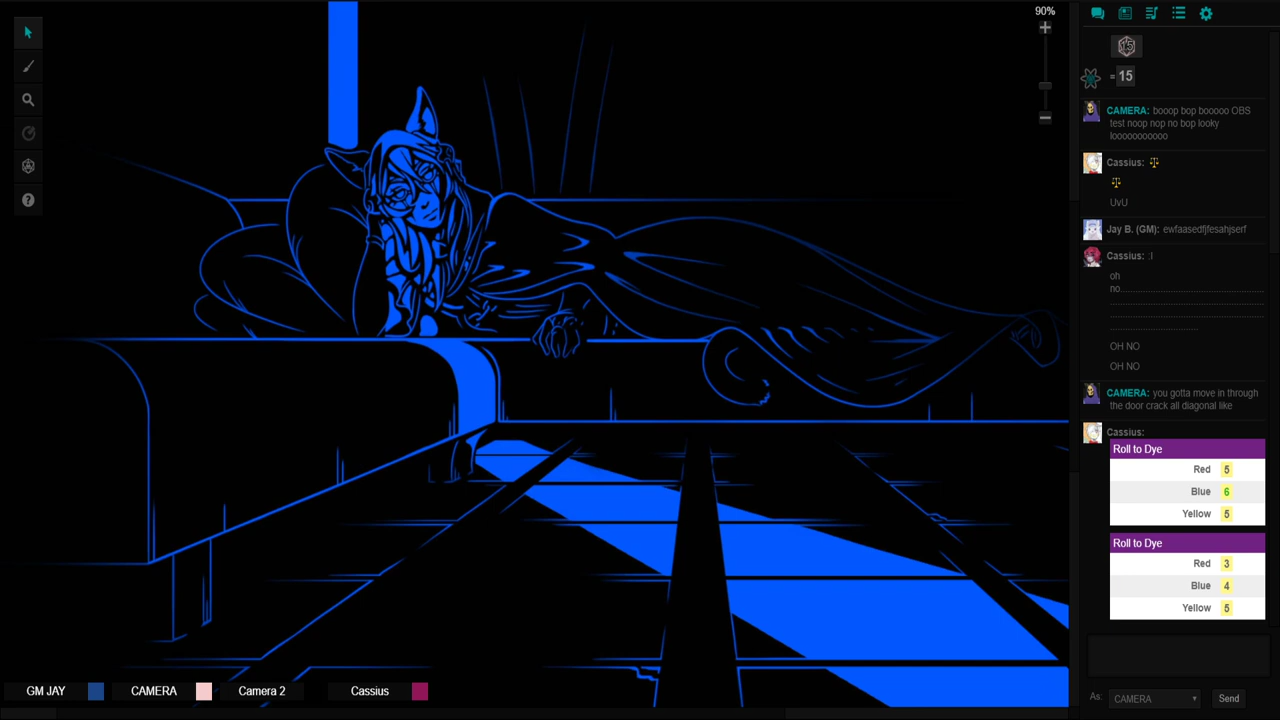 90%
15
=15
CAMERA: booop bop booooo OBS
test noop nop no bop looky
looooooooooo
Cassius:
UvU
Jay B. (GM): ewfaasedfjfesahjserf
Cassius: :l
oh
no
OH NO
OH NO
CAMERA: you gotta move in through
the door crack all diagonal like
Cassius:
Roll to Dye
Red 5
Blue 6
Yellow 5
Roll to Dye
Red 3
Blue 4
Yellow 5
GM JAY
CAMERA
Camera 2
Cassius
As: CAMERA
Send